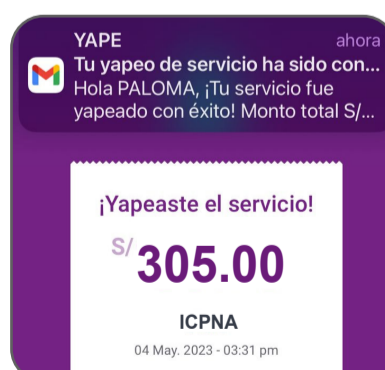 YAPE ahora
Tu yapeo de servicio ha sido con...
Hola PALOMA, ¡Tu servicio fue
yapeado con éxito! Monto total S/...
¡Yapeaste el servicio!
S/ 305.00
ICPNA
04 May. 2023 - 03:31 pm